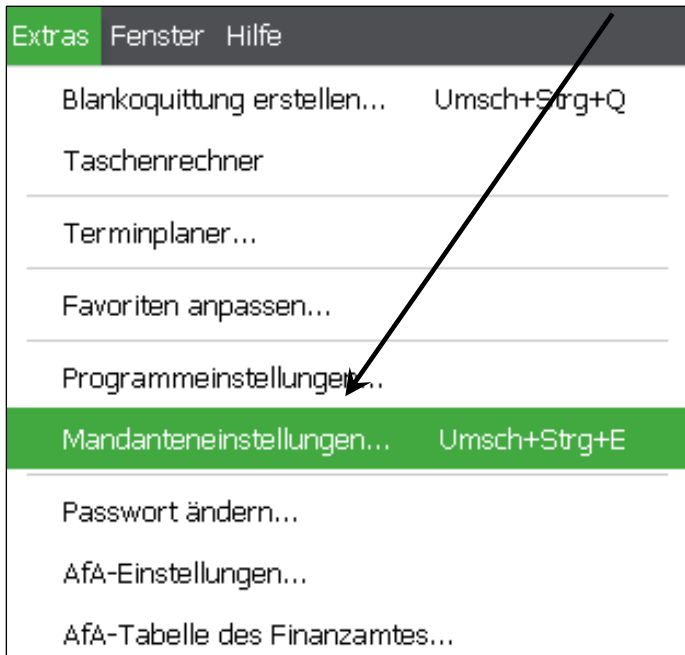 Extras Fenster Hilfe
Blankoquittung erstellen... Umsch+Strg+Q
Taschenrechner
Terminplaner...
Favoriten anpassen...
Programmeinstellungen...
Mandanteneinstellungen... Umsch+Strg+E
Passwort ändern...
AfA-Einstellungen...
AfA-Tabelle des Finanzamtes...